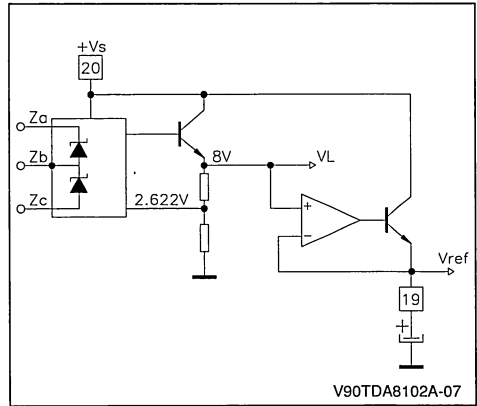 +Vs
20
Za
Zb
Zc
8V
VL
2.622V
+
−
Vref
19
+
V90TDA8102A-07